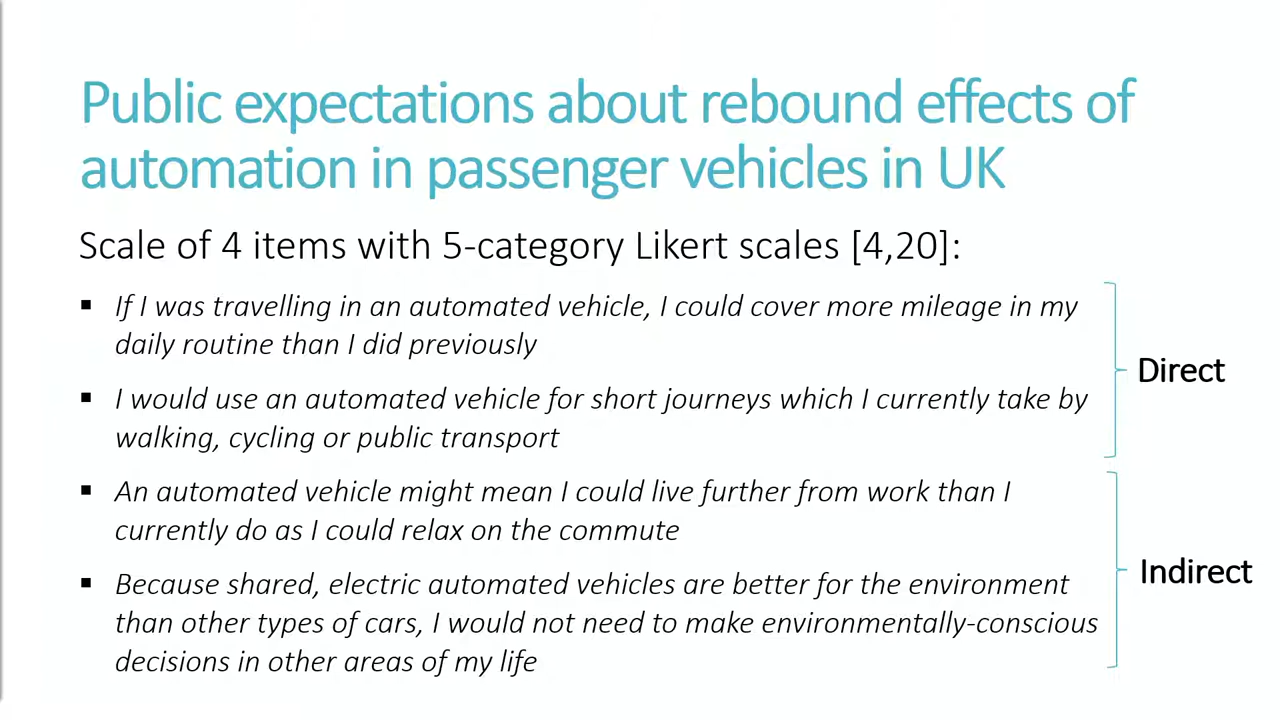 Public expectations about rebound effects of
automation in passenger vehicles in UK
Scale of 4 items with 5-category Likert scales [4,20]:
▪ If I was travelling in an automated vehicle, I could cover more mileage in my
daily routine than I did previously
Direct
▪ I would use an automated vehicle for short journeys which I currently take by
walking, cycling or public transport
▪ An automated vehicle might mean I could live further from work than I
currently do as I could relax on the commute
Indirect
▪ Because shared, electric automated vehicles are better for the environment
than other types of cars, I would not need to make environmentally-conscious
decisions in other areas of my life